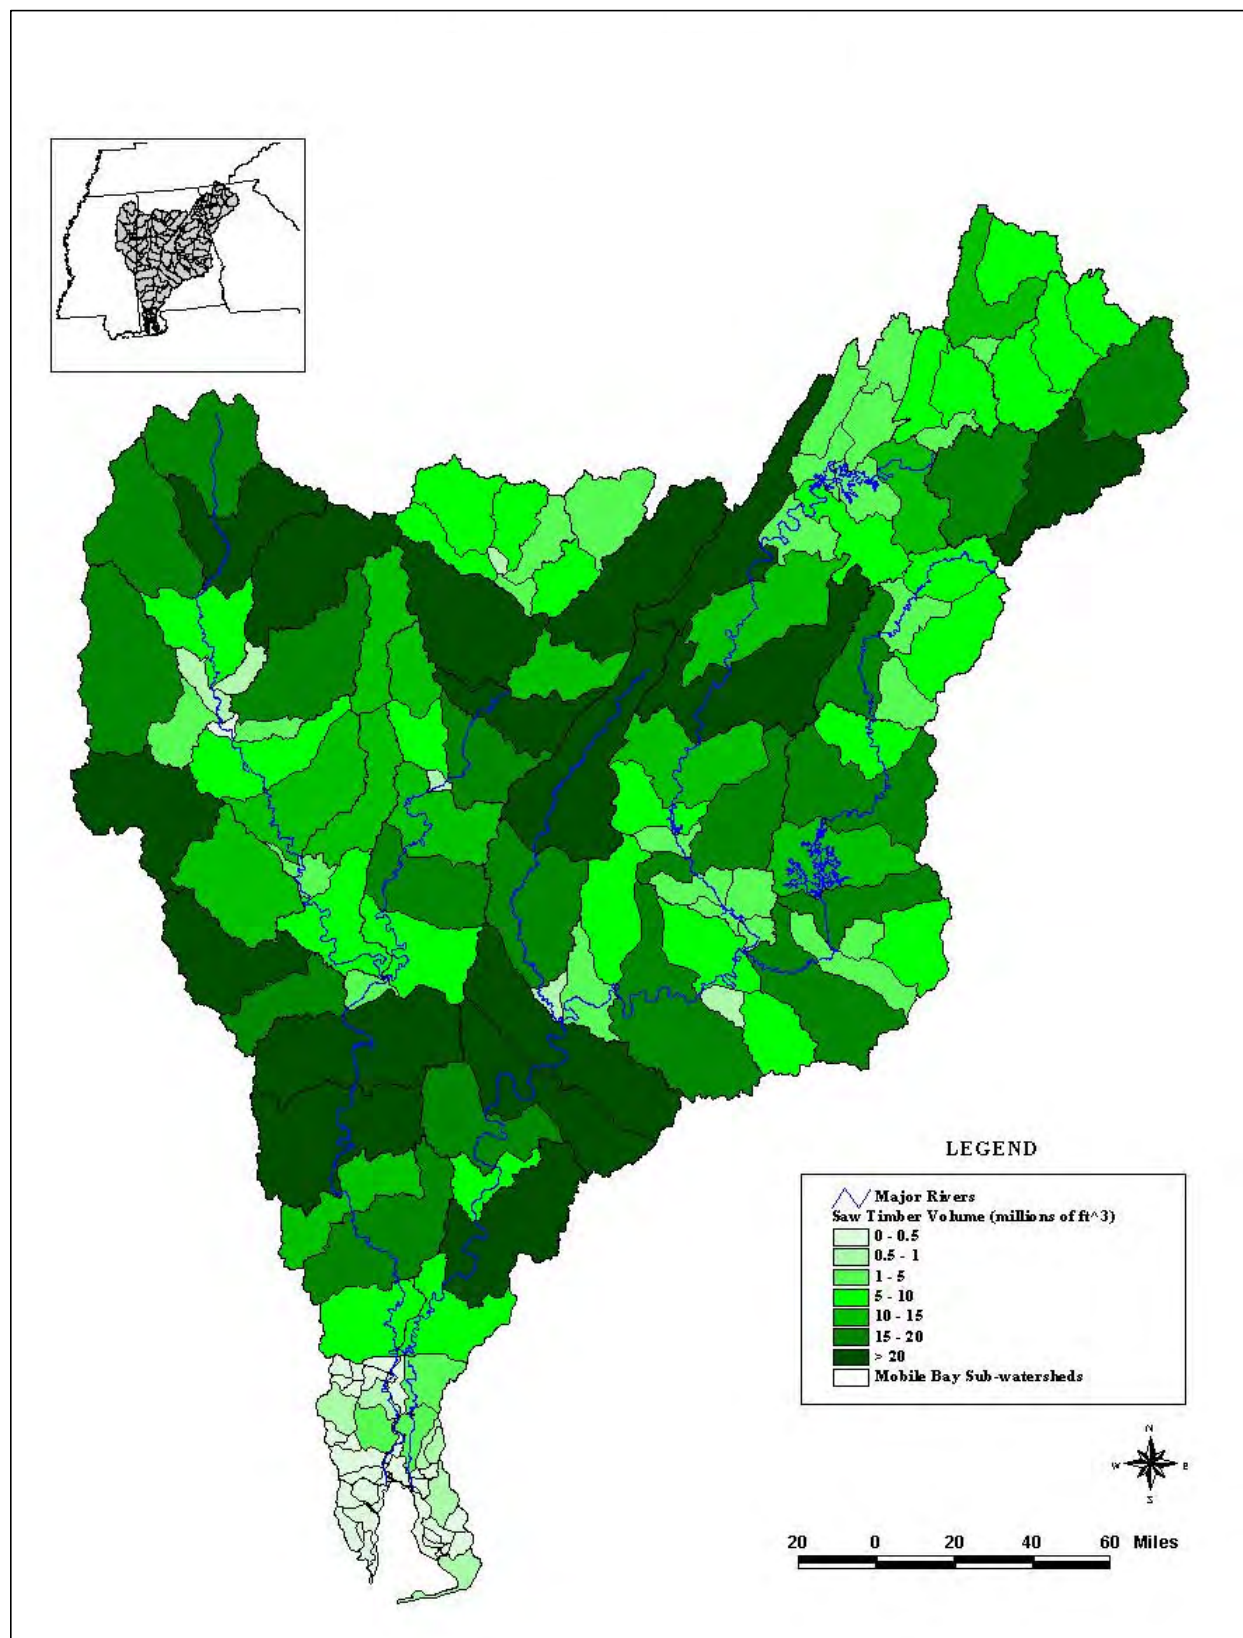 LEGEND
Major Rivers
Saw Timber Volume (millions of ft^3)
0 - 0.5
0.5 - 1
1 - 5
5 - 10
10 - 15
15 - 20
> 20
Mobile Bay Sub-watersheds
N
W E
S
20 0 20 40 60 Miles